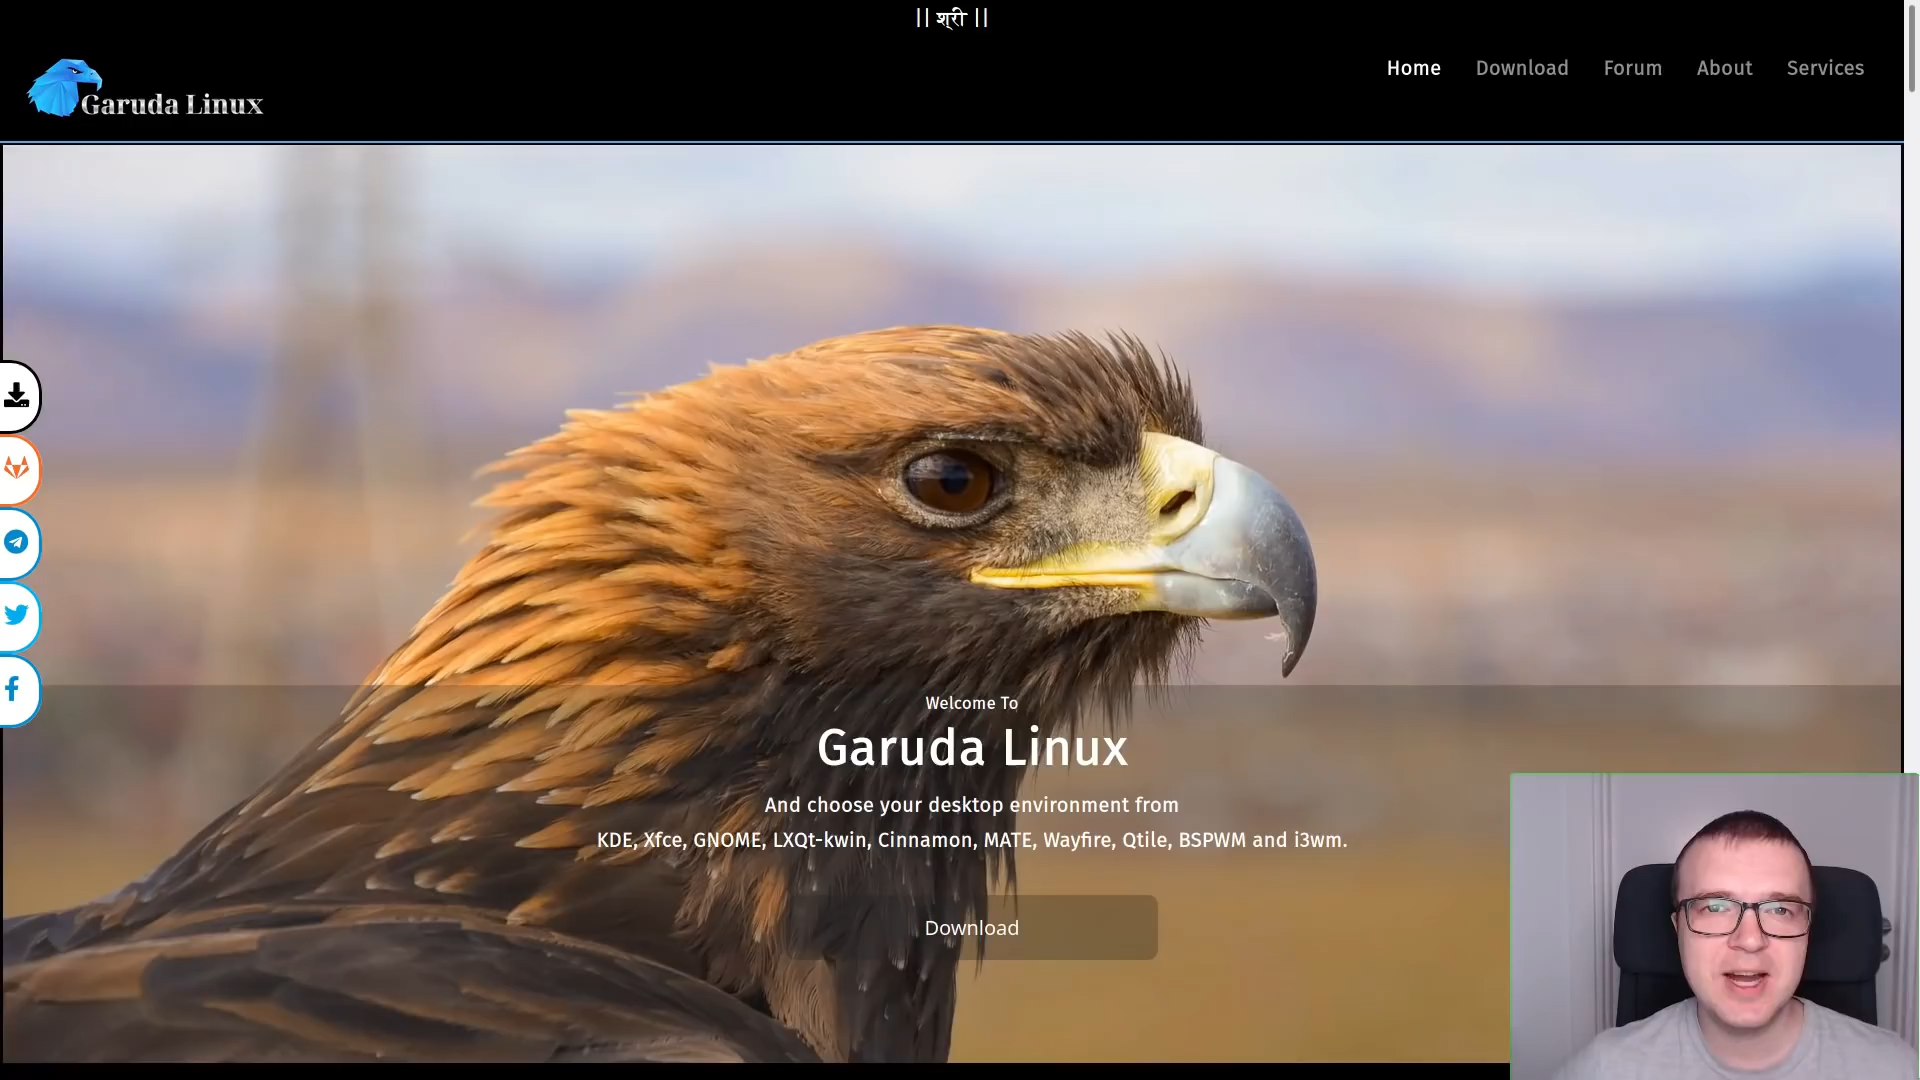 || श्री ||
Garuda Linux
Home
Download
Forum
About
Services
Welcome To
Garuda Linux
And choose your desktop environment from
KDE, Xfce, GNOME, LXQt-kwin, Cinnamon, MATE, Wayfire, Qtile, BSPWM and i3wm.
Download